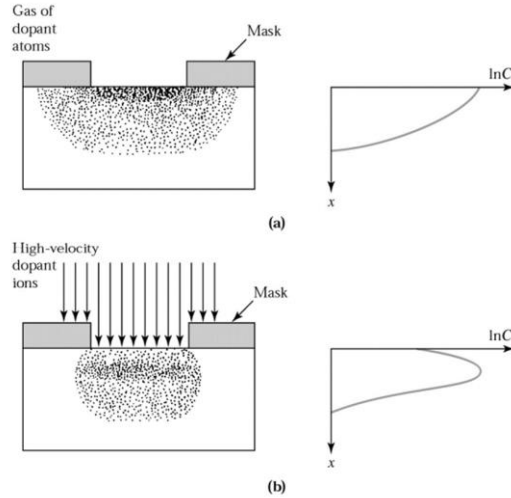 Gas of
dopant
atoms
Mask
lnC
x
(a)
High-velocity
dopant
ions
Mask
lnC
x
(b)